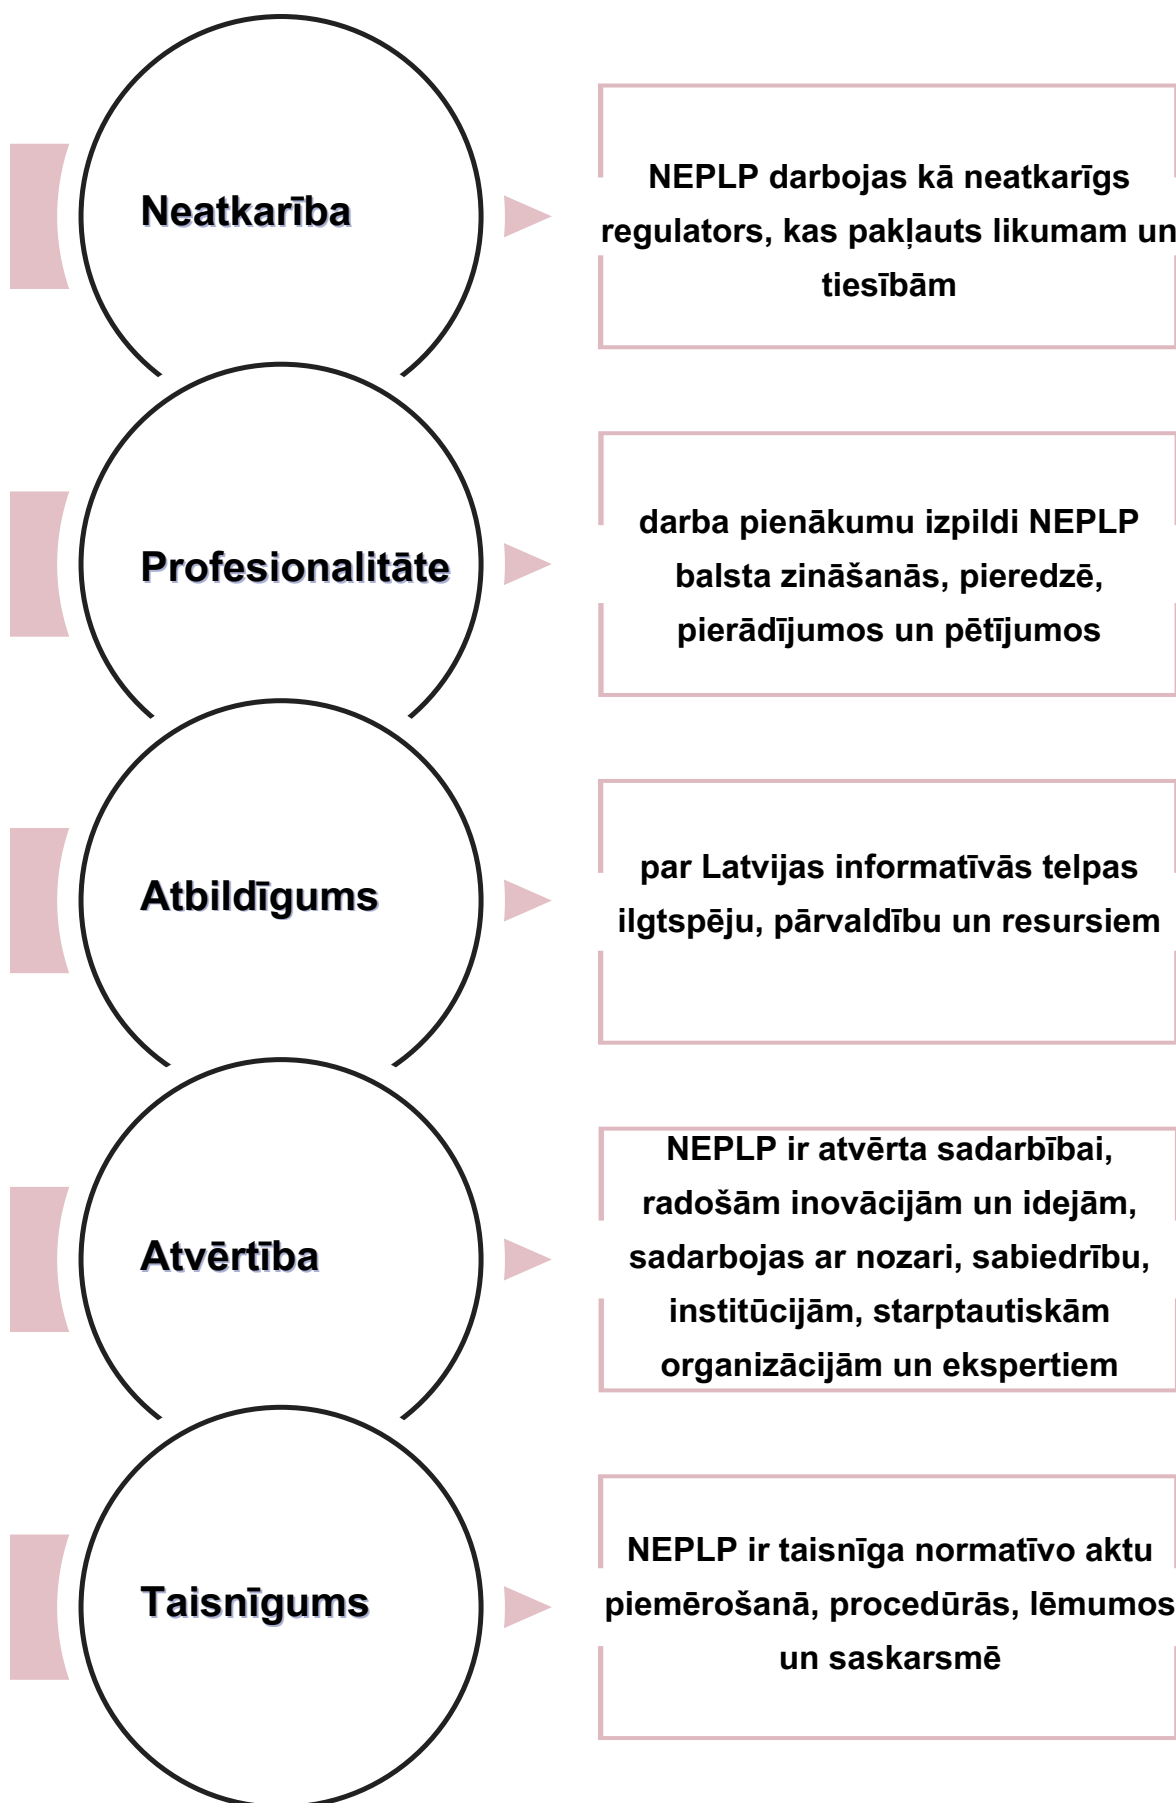 Neatkarība
NEPLP darbojas kā neatkarīgs
regulators, kas pakļauts likumam un
tiesībām
Profesionalitāte
darba pienākumu izpildi NEPLP
balsta zināšanās, pieredzē,
pierādījumos un pētījumos
Atbildīgums
par Latvijas informatīvās telpas
ilgtspēju, pārvaldību un resursiem
Atvērtība
NEPLP ir atvērta sadarbībai,
radošām inovācijām un idejām,
sadarbojas ar nozari, sabiedrību,
institūcijām, starptautiskām
organizācijām un ekspertiem
Taisnīgums
NEPLP ir taisnīga normatīvo aktu
piemērošanā, procedūrās, lēmumos
un saskarsmē